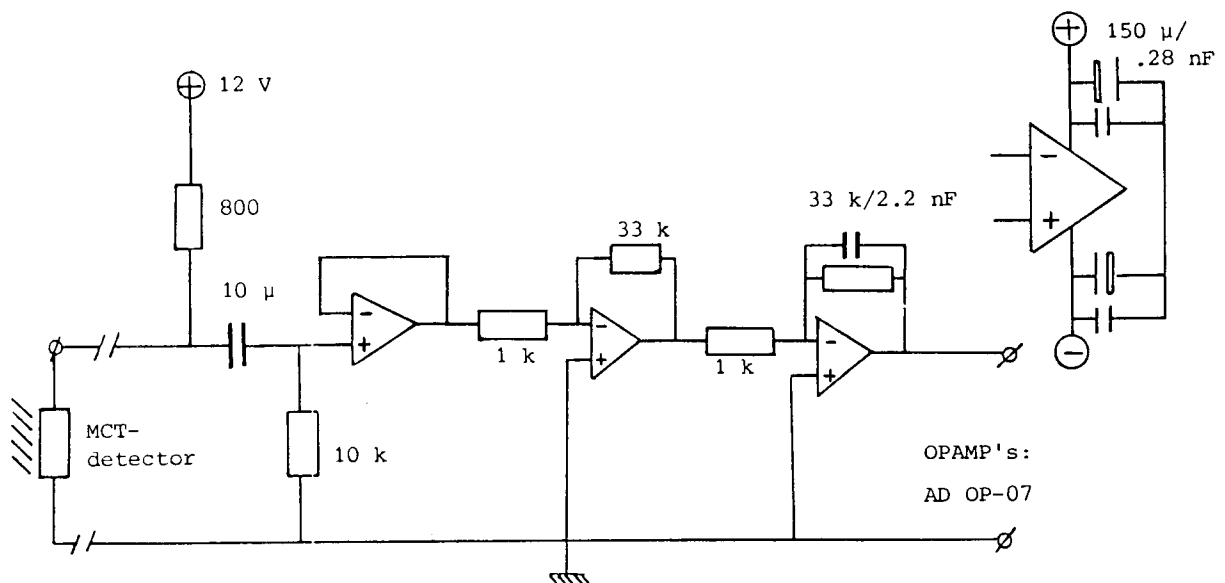 150 µ/
.28 nF
12 V
800
33 k/2.2 nF
33 k
10 µ
1 k
1 k
MCT-
detector
10 k
OPAMP's:
AD OP-07